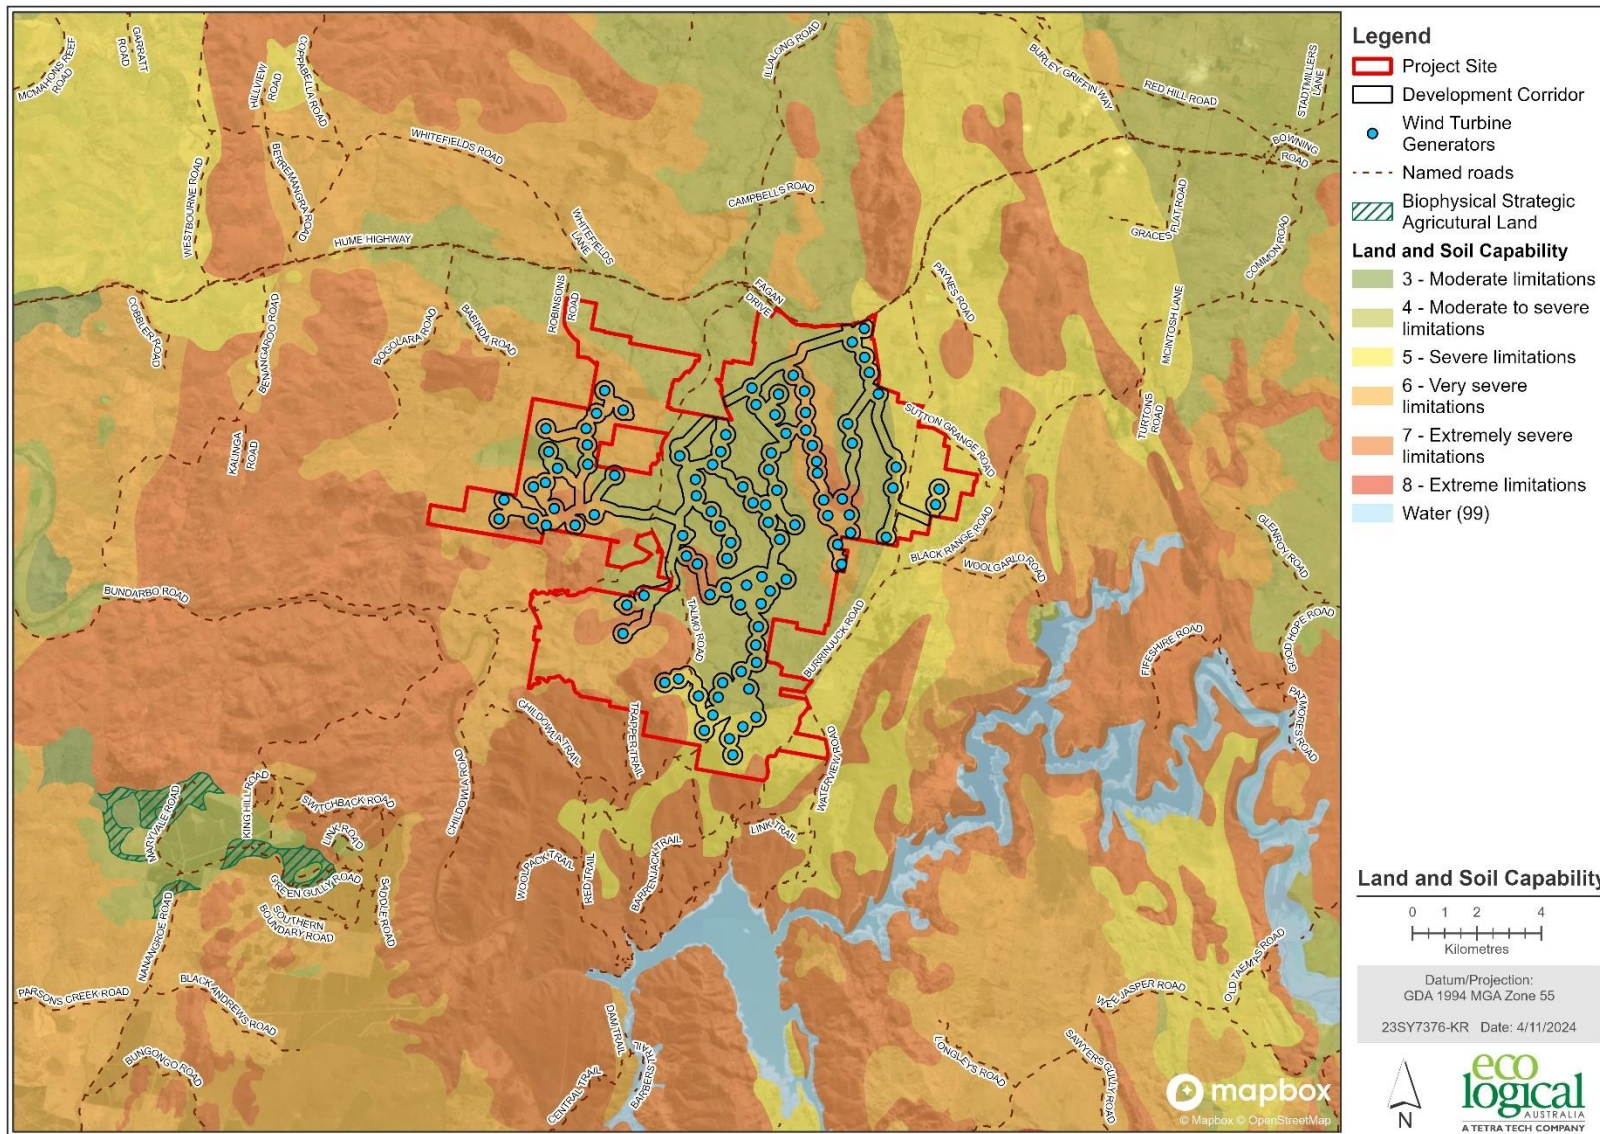 Legend
Project Site
Development Corridor
Wind Turbine
Generators
Named roads
Biophysical Strategic
Agricutural Land
Land and Soil Capability
3 - Moderate limitations
4 - Moderate to severe
limitations
5 - Severe limitations
6 - Very severe
limitations
7 - Extremely severe
limitations
8 - Extreme limitations
Water (99)
Land and Soil Capability
0 1 2 4
Kilometres
Datum/Projection:
GDA 1994 MGA Zone 55
23SY7376-KR Date: 4/11/2024
N
eco
logical
AUSTRALIA
A TETRA TECH COMPANY
mapbox
© Mapbox © OpenStreetMap
MCMAHONS REEF
ROAD
GARRATT
ROAD
HILLVIEW
ROAD
COPPABELLA ROAD
ILLALONG ROAD
BURLEY GRIFFIN WAY
RED HILL ROAD
STADTMILLERS
LANE
BOWNING
ROAD
WHITEFIELDS ROAD
BERREMANGRA ROAD
WESTBOURNE ROAD
CAMPBELLS ROAD
GRACES FLAT ROAD
COMMON ROAD
HUME HIGHWAY
WHITEFIELDS
LANE
FAGAN
DRIVE
PAYNES ROAD
MCINTOSH LANE
ROBINSONS
ROAD
COBBLER ROAD
BENANGAROO ROAD
BOGOLARA ROAD
BABINDA ROAD
KALINGA
ROAD
SUTTON GRANGE ROAD
TURTONS
ROAD
BLACK RANGE ROAD
WOOLGARLO ROAD
GLENROY ROAD
BUNDARBO ROAD
TALMO ROAD
BURRINJUCK ROAD
FIFESHIRE ROAD
GOOD HOPE ROAD
PATMORES ROAD
CHILDOWLA TRAIL
TRAPPER TRAIL
WATERVIEW ROAD
CHILDOWLA ROAD
MARYVALE ROAD
KING HILL ROAD
SWITCHBACK ROAD
LINK ROAD
GREEN GULLY ROAD
SOUTHERN
BOUNDARY ROAD
SADDLE ROAD
NANANGROE ROAD
WOOLPACK TRAIL
RED TRAIL
BARRENJACK TRAIL
LINK TRAIL
PARSONS CREEK ROAD
BLACK ANDREWS ROAD
BUNGONGO ROAD
DAM TRAIL
CENTRAL TRAIL
BARBERS TRAIL
LONGLEYS ROAD
SAWYERS GULLY ROAD
WEE JASPER ROAD
OLD TAEMAS ROAD